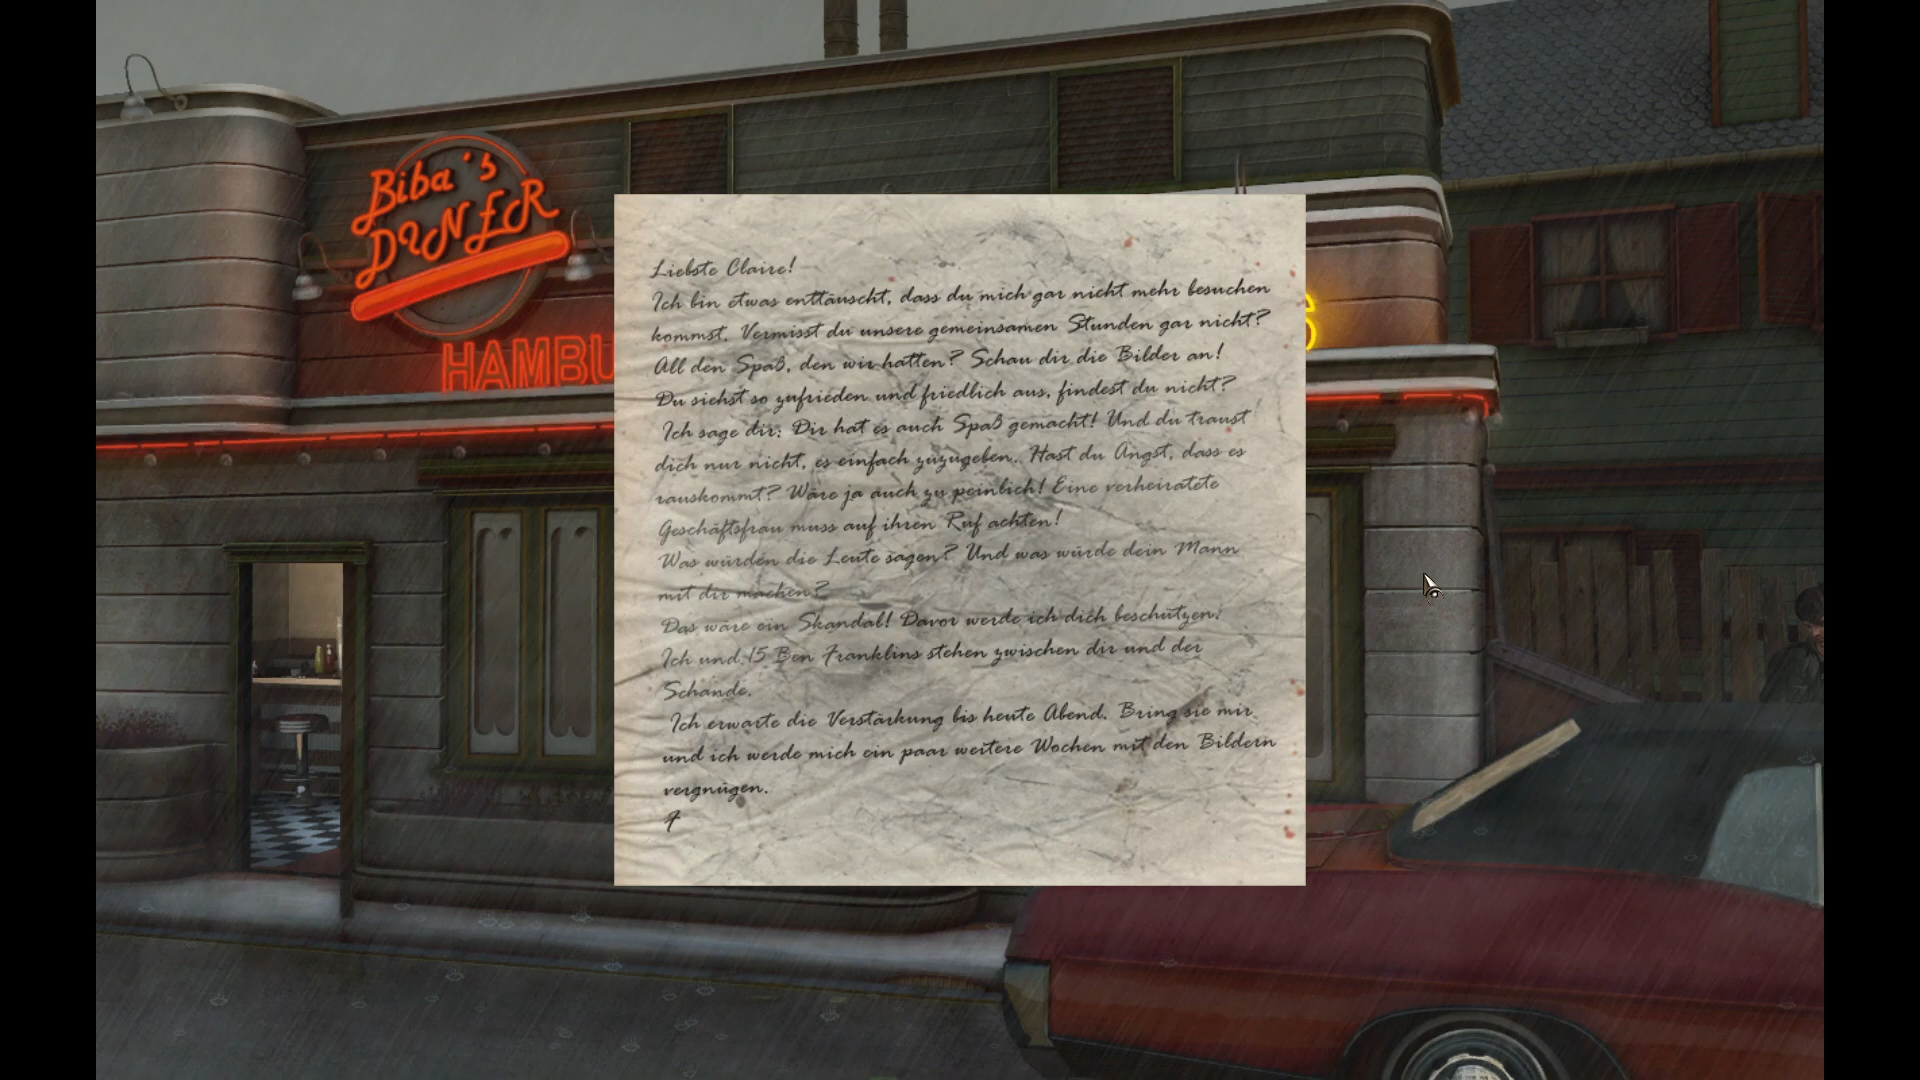 Biba's
DINER
HAMBU
S
Liebste Claire!
Ich bin etwas enttäuscht, dass du mich gar nicht mehr besuchen
kommst. Vermisst du unsere gemeinsamen Stunden gar nicht?
All den Spaß, den wir hatten? Schau dir die Bilder an!
Du siehst so zufrieden und friedlich aus, findest du nicht?
Ich sage dir: Dir hat es auch Spaß gemacht! Und du traust
dich nur nicht, es einfach zuzugeben.. Hast du Angst, dass es
rauskommt? Wäre ja auch zu peinlich! Eine verheiratete
Geschäftsfrau muss auf ihren Ruf achten!
Was würden die Leute sagen? Und was würde dein Mann
mit dir machen?
Das wäre ein Skandal! Davor werde ich dich beschützen!
Ich und 15 Ben Franklins stehen zwischen dir und der
Schande.
Ich erwarte die Verstärkung bis heute Abend. Bring sie mir
und ich werde mich ein paar weitere Wochen mit den Bildern
vergnügen.
F